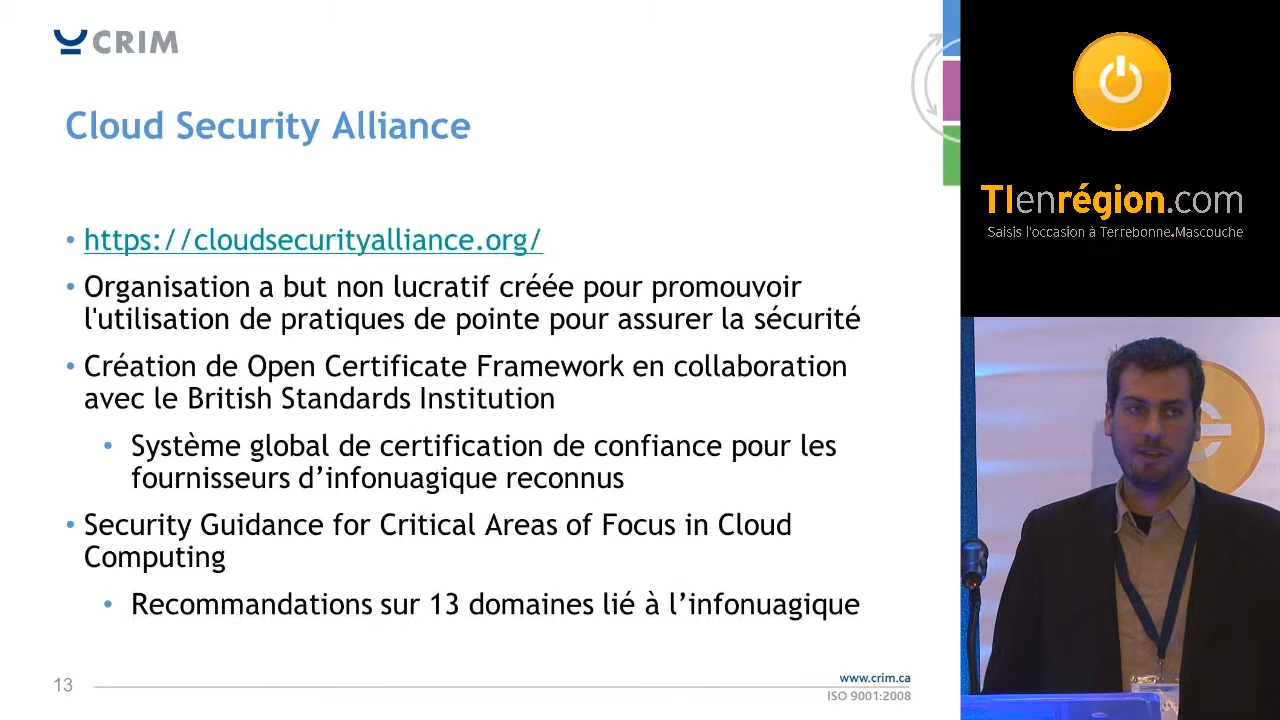 CRIM
Cloud Security Alliance
• https://cloudsecurityalliance.org/
• Organisation a but non lucratif créée pour promouvoir
l'utilisation de pratiques de pointe pour assurer la sécurité
• Création de Open Certificate Framework en collaboration
avec le British Standards Institution
• Système global de certification de confiance pour les
fournisseurs d’infonuagique reconnus
• Security Guidance for Critical Areas of Focus in Cloud
Computing
• Recommandations sur 13 domaines lié à l’infonuagique
13
www.crim.ca
ISO 9001:2008
TIenrégion.com
Saisis l'occasion à Terrebonne.Mascouche